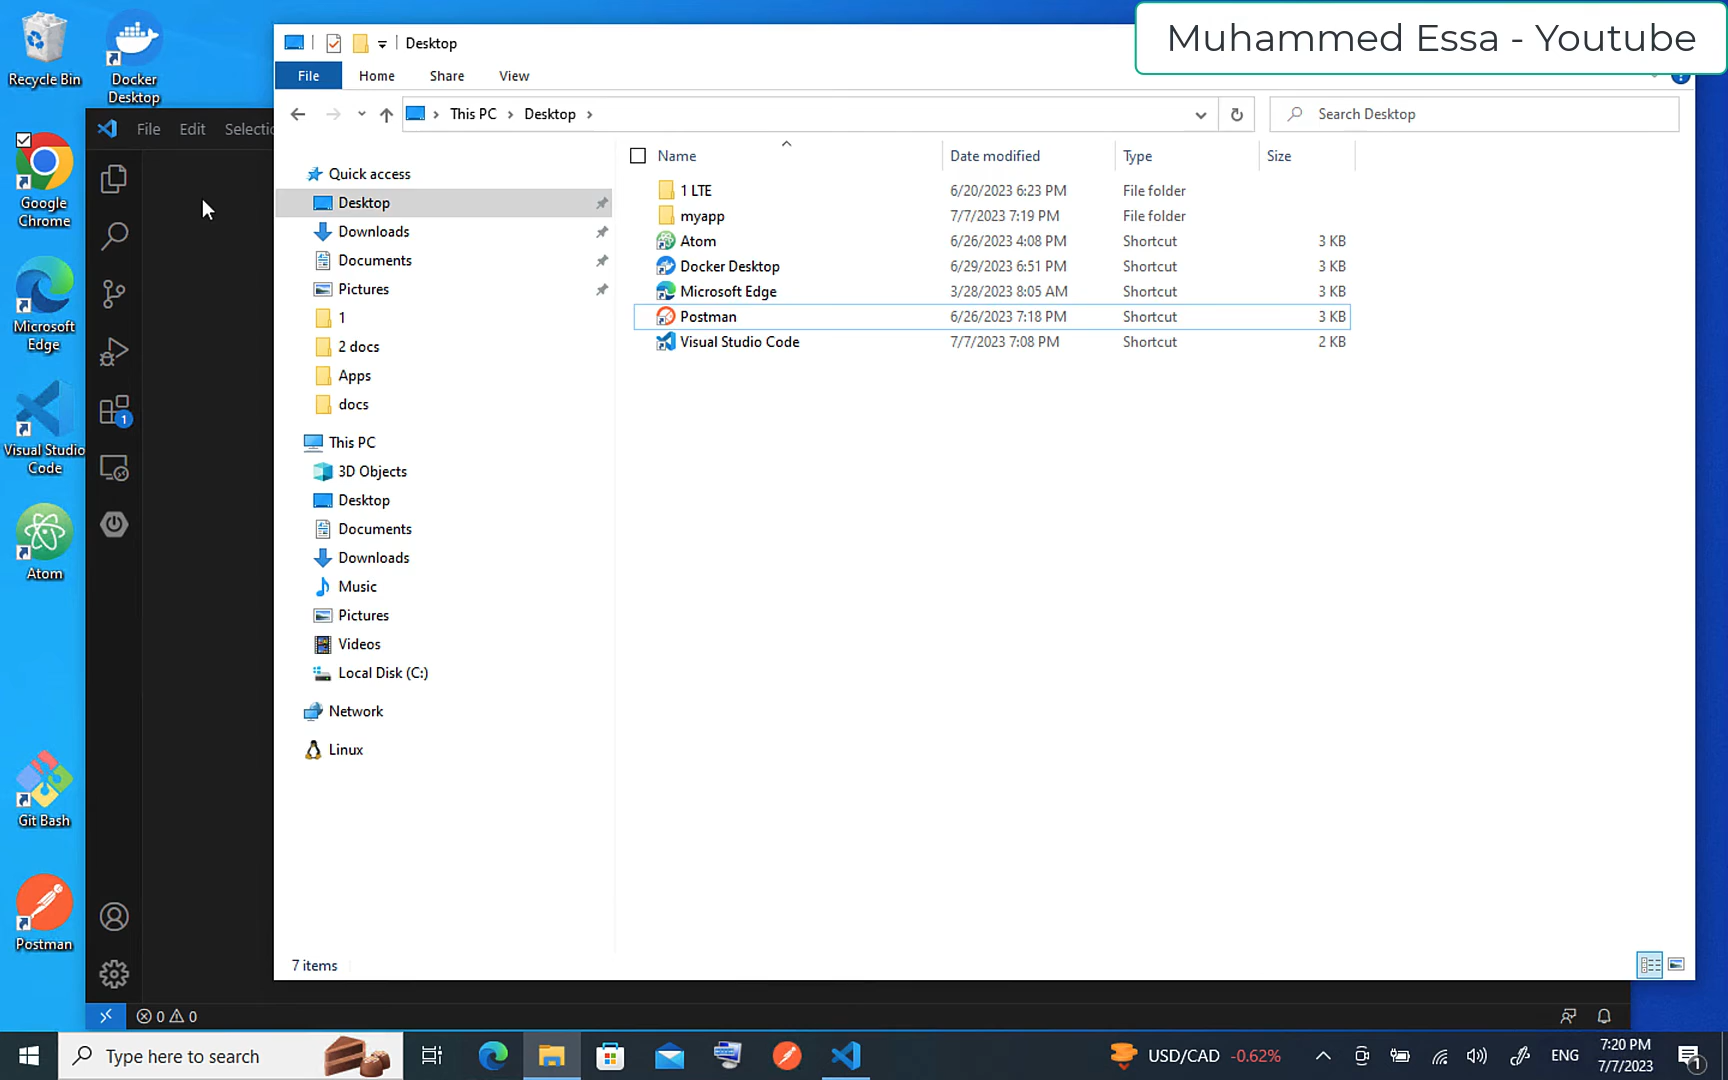 Recycle Bin
Docker
Desktop
Google
Chrome
Microsoft
Edge
Visual Studio
Code
Atom
Git Bash
Postman
File Edit Selectio
1
0 0
Desktop
Muhammed Essa - Youtube
File Home Share View
This PC Desktop
Search Desktop
Quick access
Desktop
Downloads
Documents
Pictures
1
2 docs
Apps
docs
This PC
3D Objects
Desktop
Documents
Downloads
Music
Pictures
Videos
Local Disk (C:)
Network
Linux
Name Date modified Type Size
1 LTE 6/20/2023 6:23 PM File folder
myapp 7/7/2023 7:19 PM File folder
Atom 6/26/2023 4:08 PM Shortcut 3 KB
Docker Desktop 6/29/2023 6:51 PM Shortcut 3 KB
Microsoft Edge 3/28/2023 8:05 AM Shortcut 3 KB
Postman 6/26/2023 7:18 PM Shortcut 3 KB
Visual Studio Code 7/7/2023 7:08 PM Shortcut 2 KB
7 items
Type here to search
USD/CAD -0.62%
ENG
7:20 PM
7/7/2023
1